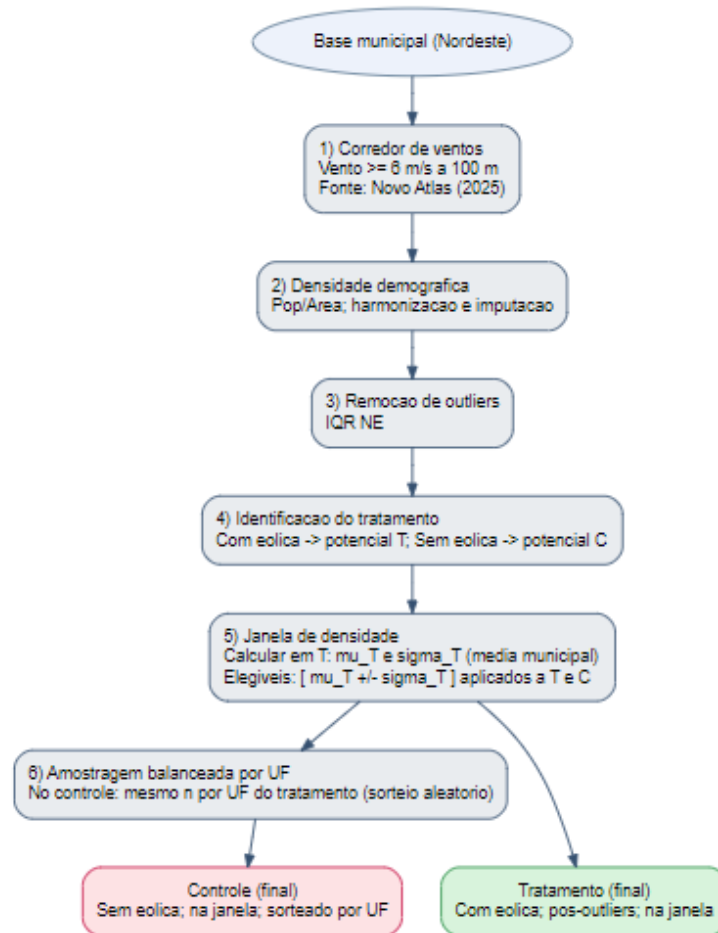 Base municipal (Nordeste)
1) Corredor de ventos
Vento >= 6 m/s a 100 m
Fonte: Novo Atlas (2025)
2) Densidade demografica
Pop/Area; harmonizacao e imputacao
3) Remocao de outliers
IQR NE
4) Identificacao do tratamento
Com eolica -> potencial T; Sem eolica -> potencial C
5) Janela de densidade
Calcular em T: mu_T e sigma_T (media municipal)
Elegiveis: [ mu_T +/- sigma_T ] aplicados a T e C
6) Amostragem balanceada por UF
No controle: mesmo n por UF do tratamento (sorteio aleatorio)
Controle (final)
Sem eolica; na janela; sorteado por UF
Tratamento (final)
Com eolica; pos-outliers; na janela